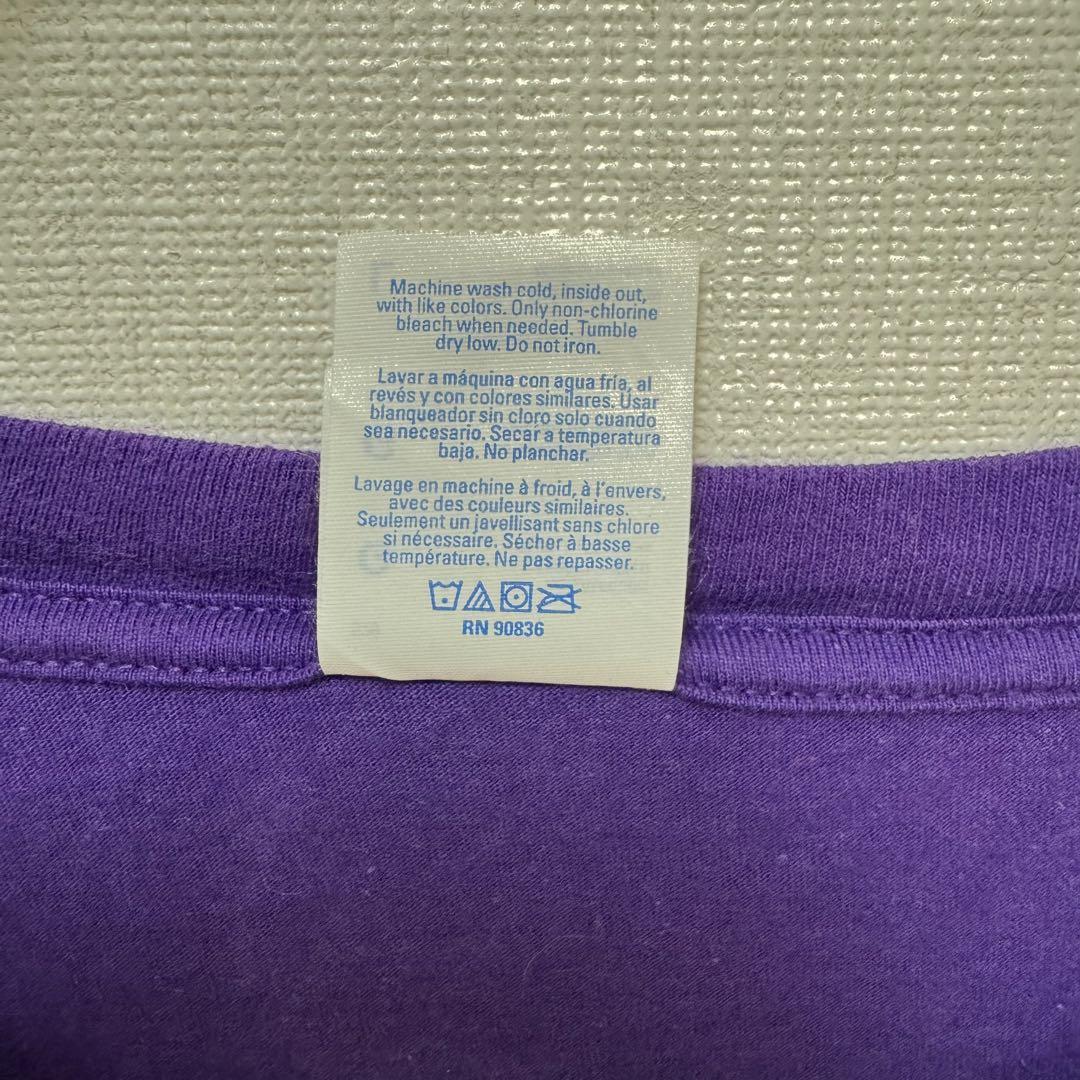 Machine wash cold, inside out,
with like colors. Only non-chlorine
bleach when needed. Tumble
dry low. Do not iron.
Lavar a máquina con agua fría, al
revés y con colores similares. Usar
blanqueador sin cloro solo cuando
sea necesario. Secar a temperatura
baja. No planchar.
Lavage en machine à froid, à l'envers,
avec des couleurs similaires.
Seulement un javellisant sans chlore
si nécessaire. Sécher à basse
température. Ne pas repasser.
RN 90836